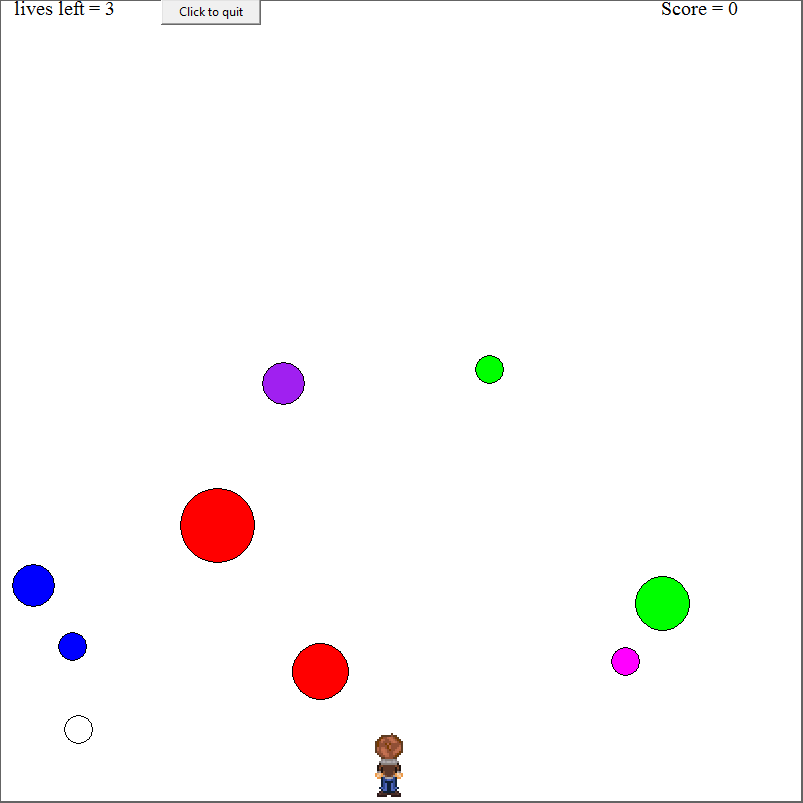 lives left = 3
Click to quit
Score = 0